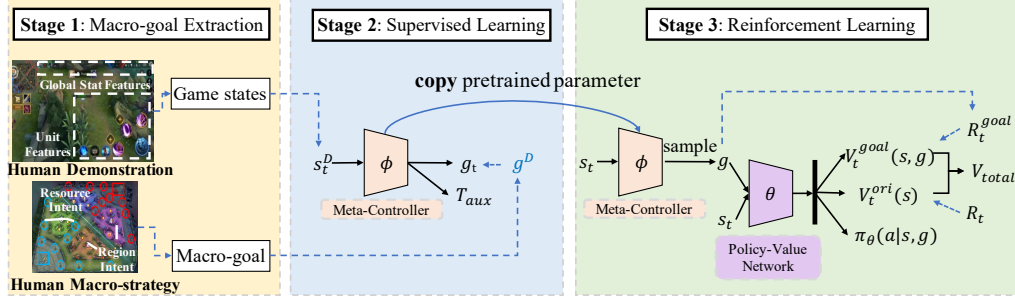 Stage 1: Macro-goal Extraction
Global Stat Features
Unit
Features
Human Demonstration
Game states
Resource
Intent
Region
Intent
Human Macro-strategy
Macro-goal
Stage 2: Supervised Learning
copy pretrained parameter
s_t^D
ϕ
g_t
g^D
T_aux
Meta-Controller
Stage 3: Reinforcement Learning
s_t
ϕ
sample
g
Meta-Controller
s_t
θ
Policy-Value
Network
R_t^goal
V_t^goal(s, g)
V_total
V_t^ori(s)
R_t
π_θ(a|s, g)